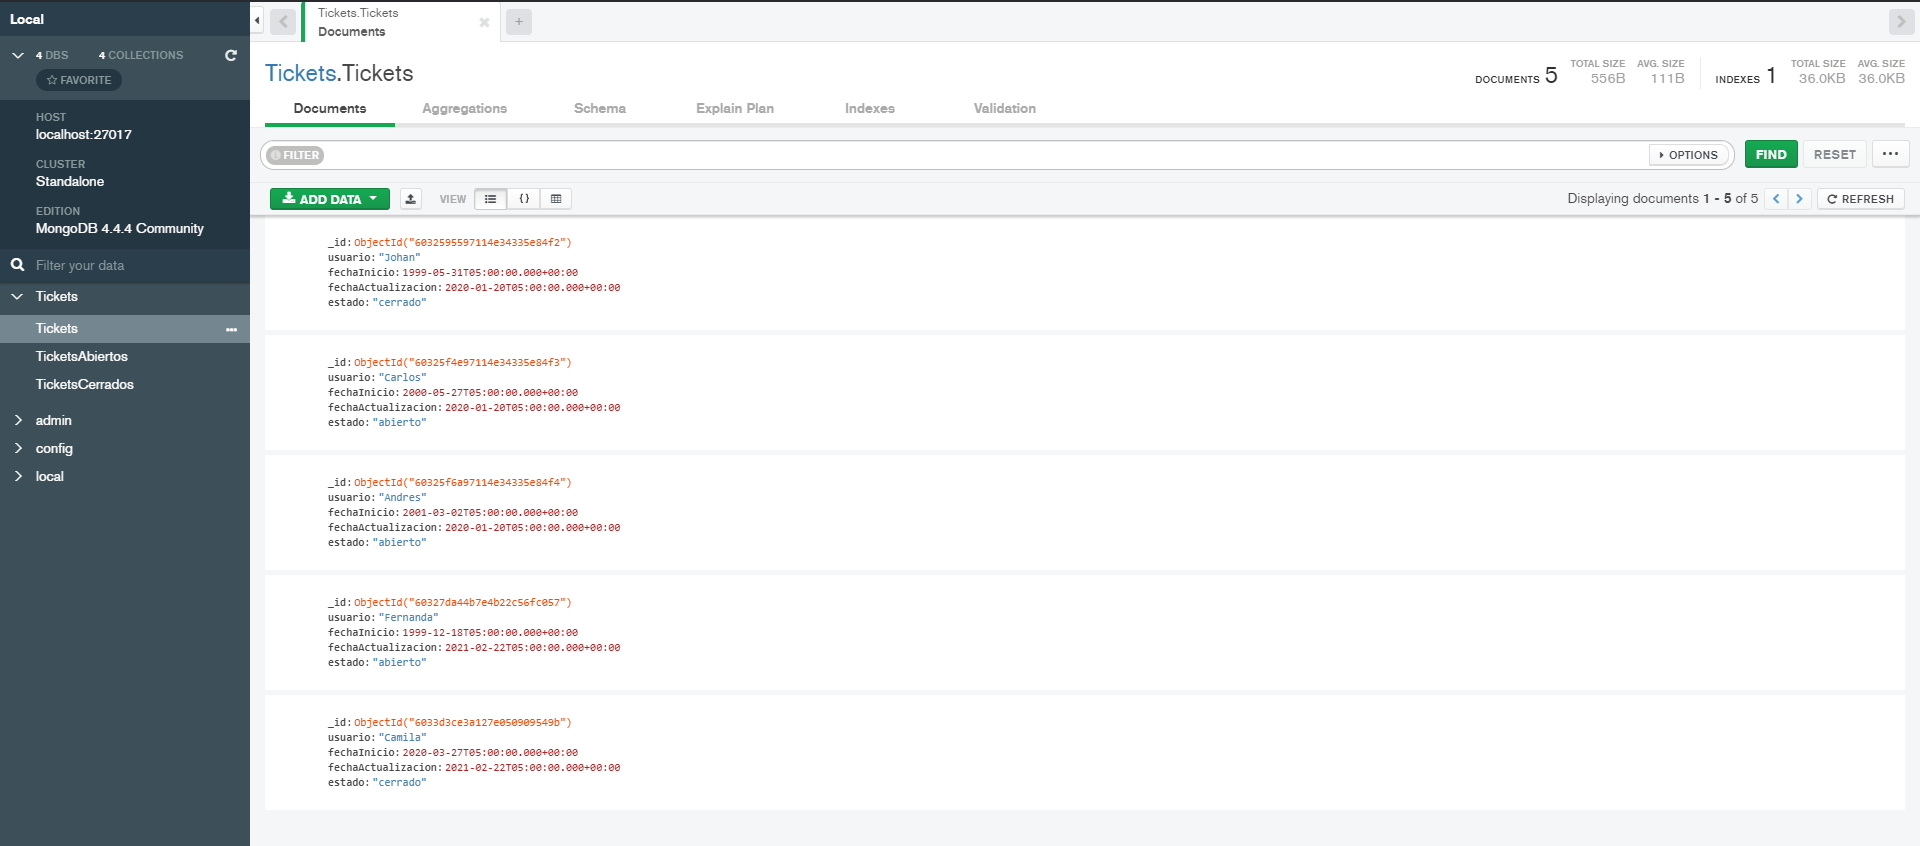 Local
4 DBS 4 COLLECTIONS
FAVORITE
HOST
localhost:27017
CLUSTER
Standalone
EDITION
MongoDB 4.4.4 Community
Filter your data
Tickets
Tickets
TicketsAbiertos
TicketsCerrados
admin
config
local
Tickets.Tickets
Documents
Tickets.Tickets
DOCUMENTS 5 TOTAL SIZE 556B AVG. SIZE 111B INDEXES 1 TOTAL SIZE 36.0KB AVG. SIZE 36.0KB
Documents Aggregations Schema Explain Plan Indexes Validation
FILTER OPTIONS FIND RESET ...
ADD DATA VIEW {} Displaying documents 1 - 5 of 5 REFRESH
_id: ObjectId("6032595597114e34335e84f2")
usuario: "Johan"
fechaInicio: 1999-05-31T05:00:00.000+00:00
fechaActualizacion: 2020-01-20T05:00:00.000+00:00
estado: "cerrado"
_id: ObjectId("60325f4e97114e34335e84f3")
usuario: "Carlos"
fechaInicio: 2000-05-27T05:00:00.000+00:00
fechaActualizacion: 2020-01-20T05:00:00.000+00:00
estado: "abierto"
_id: ObjectId("60325f6a97114e34335e84f4")
usuario: "Andres"
fechaInicio: 2001-03-02T05:00:00.000+00:00
fechaActualizacion: 2020-01-20T05:00:00.000+00:00
estado: "abierto"
_id: ObjectId("60327da44b7e4b22c56fc057")
usuario: "Fernanda"
fechaInicio: 1999-12-18T05:00:00.000+00:00
fechaActualizacion: 2021-02-22T05:00:00.000+00:00
estado: "abierto"
_id: ObjectId("6033d3ce3a127e050909549b")
usuario: "Camila"
fechaInicio: 2020-03-27T05:00:00.000+00:00
fechaActualizacion: 2021-02-22T05:00:00.000+00:00
estado: "cerrado"